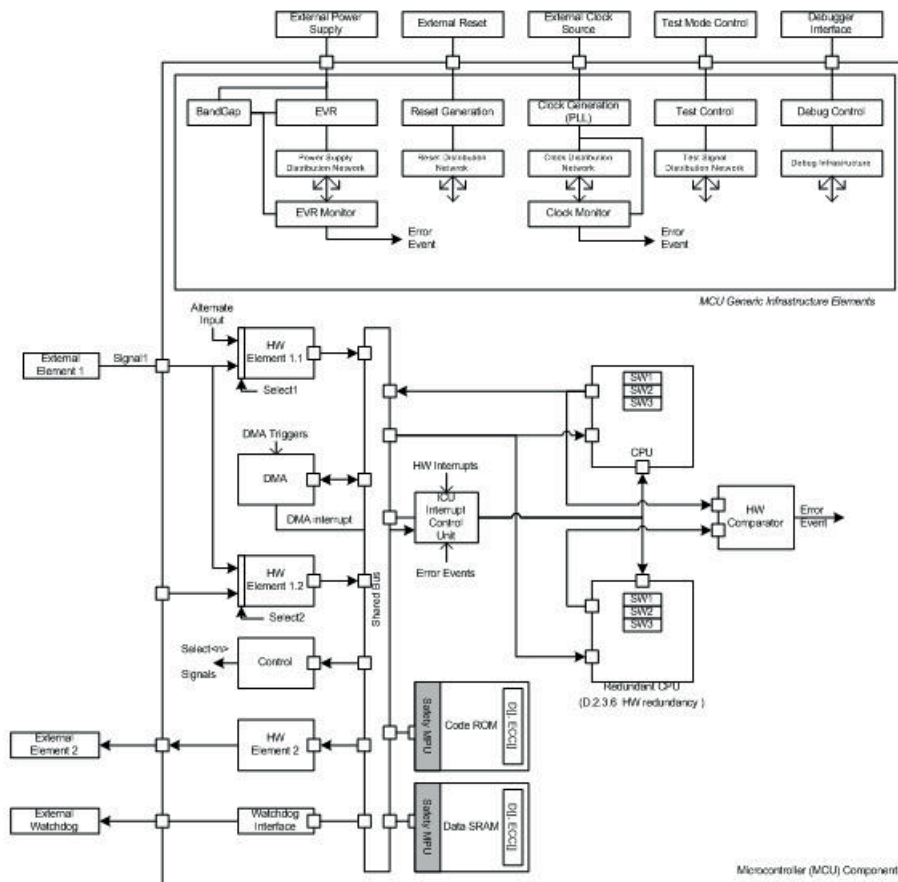 External Power
Supply
External Reset
External Clock
Source
Test Mode Control
Debugger
Interface
BandGap
EVR
Reset Generation
Clock Generation
(PLL)
Test Control
Debug Control
Power Supply
Distribution Network
Reset Distribution
Network
Clock Distribution
Network
Test Signal
Distribution Network
Debug Infrastructure
EVR Monitor
Clock Monitor
Error
Event
Error
Event
MCU Generic Infrastructure Elements
Alternate
Input
External
Element 1
Signal1
HW
Element 1.1
Select1
DMA Triggers
DMA
DMA interrupt
HW
Element 1.2
Select2
Select<n>
Signals
Control
External
Element 2
HW
Element 2
External
Watchdog
Watchdog
Interface
Shared Bus
HW Interrupts
ICU
Interrupt
Control
Unit
Error Events
SW1
SW2
SW3
CPU
HW
Comparator
Error
Event
SW1
SW2
SW3
Redundant CPU
(D.2.3.6 HW redundancy )
Safety MPU
Code ROM
Safety MPU
Data SRAM
Microcontroller (MCU) Component